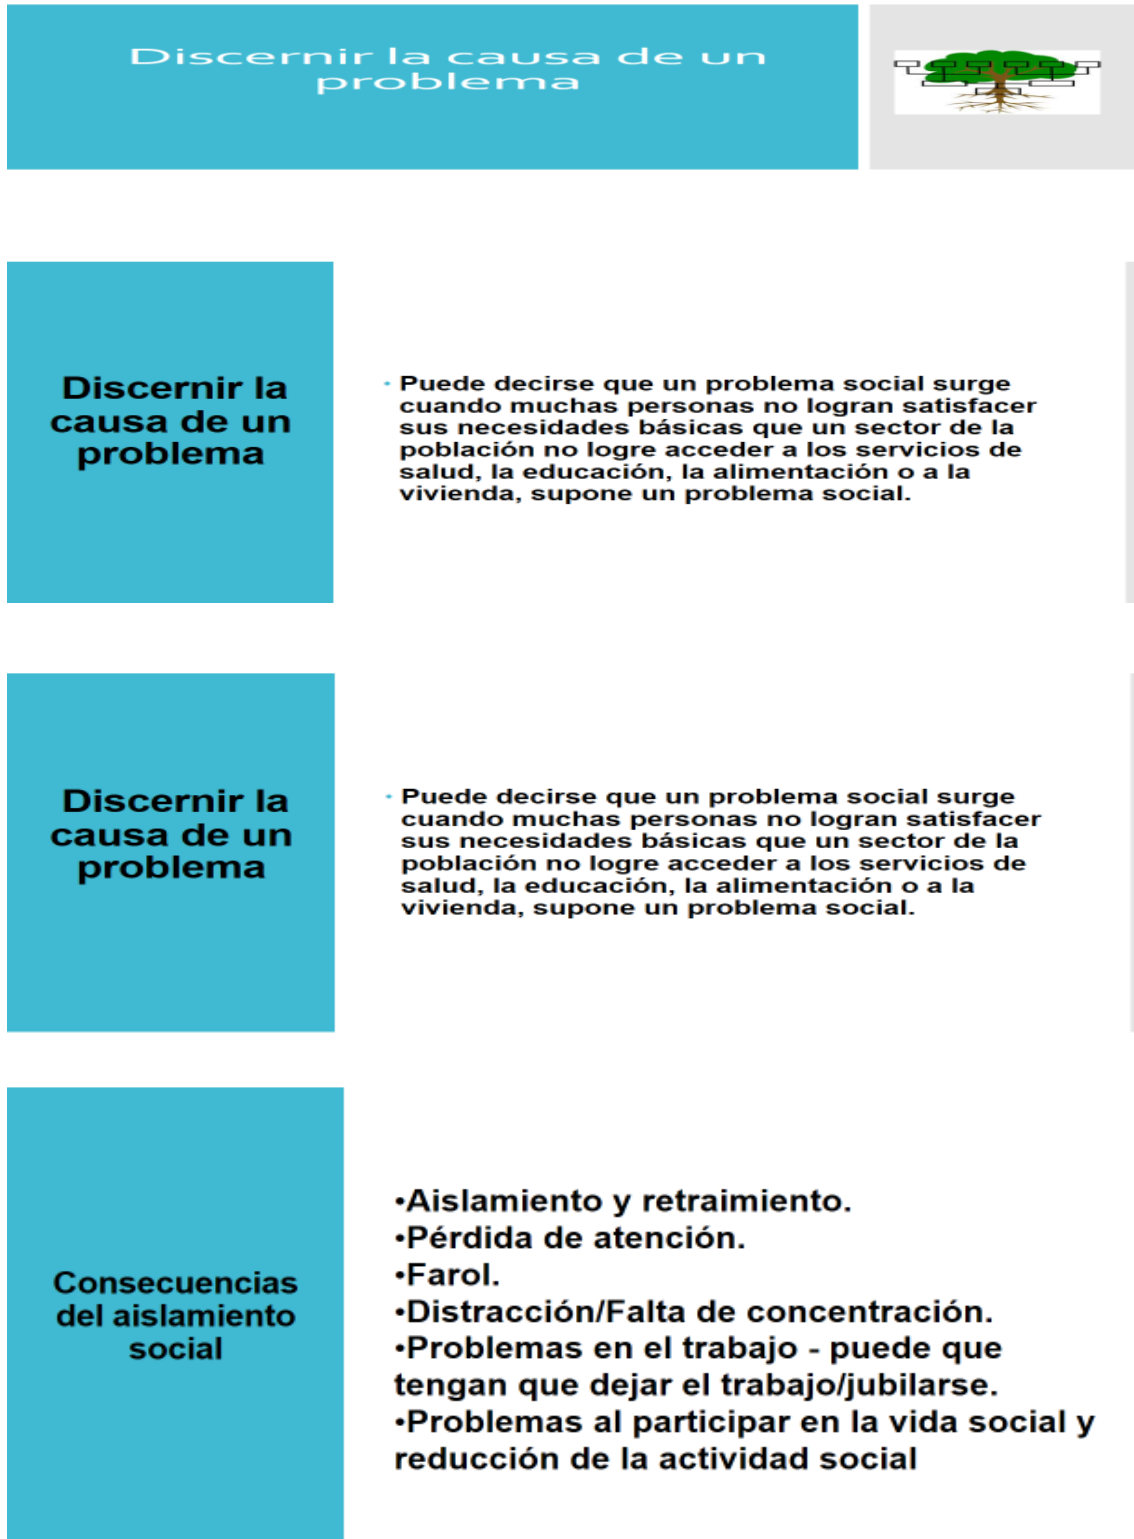 Discernir la causa de un
problema
Discernir la
causa de un
problema
• Puede decirse que un problema social surge
cuando muchas personas no logran satisfacer
sus necesidades básicas que un sector de la
población no logre acceder a los servicios de
salud, la educación, la alimentación o a la
vivienda, supone un problema social.
Discernir la
causa de un
problema
• Puede decirse que un problema social surge
cuando muchas personas no logran satisfacer
sus necesidades básicas que un sector de la
población no logre acceder a los servicios de
salud, la educación, la alimentación o a la
vivienda, supone un problema social.
Consecuencias
del aislamiento
social
•Aislamiento y retraimiento.
•Pérdida de atención.
•Farol.
•Distracción/Falta de concentración.
•Problemas en el trabajo - puede que
tengan que dejar el trabajo/jubilarse.
•Problemas al participar en la vida social y
reducción de la actividad social